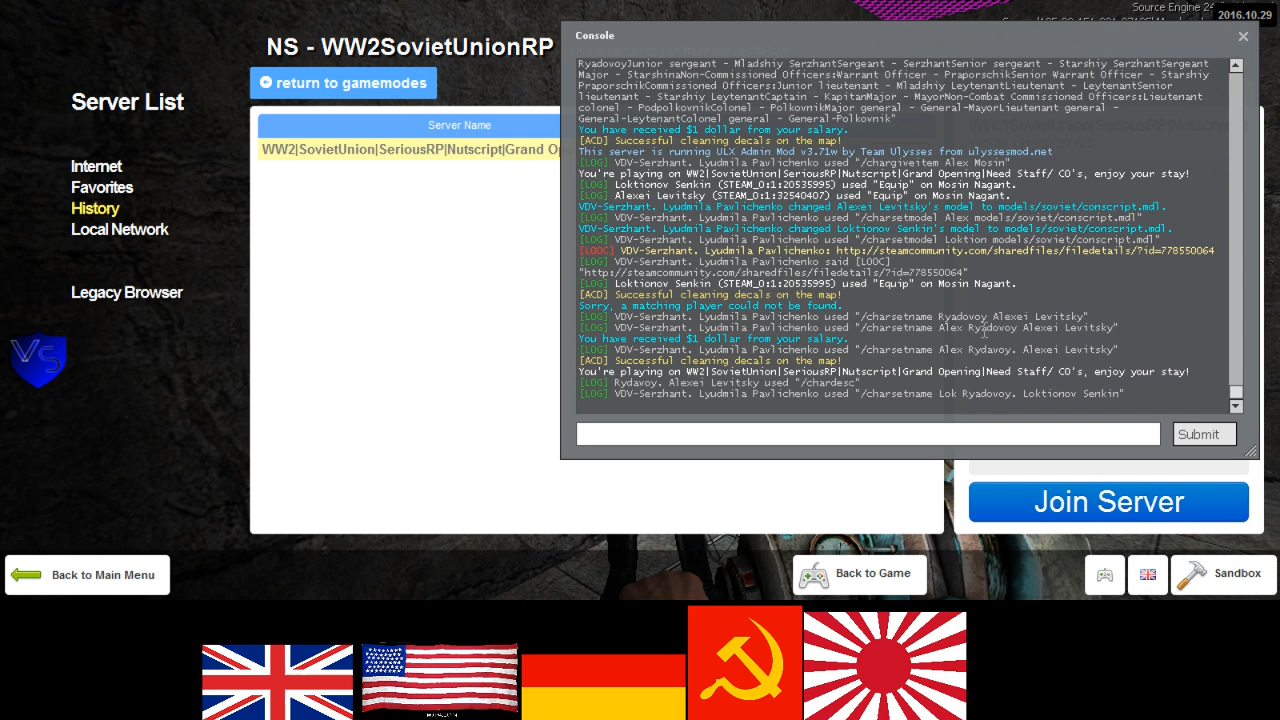 Source Engine 24
2016.10.29
NS - WW2SovietUnionRP
return to gamemodes
Server List
Internet
Favorites
History
Local Network
Legacy Browser
VS
Server Name
WW2|SovietUnion|SeriousRP|Nutscript|Grand Op
Console
RyadovoyJunior sergeant - Mladshiy SerzhantSergeant - SerzhantSenior sergeant - Starshiy SerzhantSergeant
Major - StarshinaNon-Commissioned Officers:Warrant Officer - PraporschikSenior Warrant Officer - Starshiy
PraporschikCommissioned Officers:Junior lieutenant - Mladshiy LeytenantLieutenant - LeytenantSenior
lieutenant - Starshiy LeytenantCaptain - KapitanMajor - MayorNon-Combat Commissioned Officers:Lieutenant
colonel - PodpolkovnikColonel - PolkovnikMajor general - General-MayorLieutenant general -
General-LeytenantColonel general - General-Polkovnik"
You have received $1 dollar from your salary.
[ACD] Successful cleaning decals on the map!
This server is running ULX Admin Mod v3.71w by Team Ulysses from ulyssesmod.net
[LOG] VDV-Serzhant. Lyudmila Pavlichenko used "/chargiveitem Alex Mosin"
You're playing on WW2|SovietUnion|SeriousRP|Nutscript|Grand Opening|Need Staff/ CO's, enjoy your stay!
[LOG] Loktionov Senkin (STEAM_0:1:20535995) used "Equip" on Mosin Nagant.
[LOG] Alexei Levitsky (STEAM_0:1:32540407) used "Equip" on Mosin Nagant.
VDV-Serzhant. Lyudmila Pavlichenko changed Alexei Levitsky's model to models/soviet/conscript.mdl.
[LOG] VDV-Serzhant. Lyudmila Pavlichenko used "/charsetmodel Alex models/soviet/conscript.mdl"
VDV-Serzhant. Lyudmila Pavlichenko changed Loktionov Senkin's model to models/soviet/conscript.mdl.
[LOG] VDV-Serzhant. Lyudmila Pavlichenko used "/charsetmodel Loktion models/soviet/conscript.mdl"
[LOOC] VDV-Serzhant. Lyudmila Pavlichenko: http://steamcommunity.com/sharedfiles/filedetails/?id=778550064
[LOG] VDV-Serzhant. Lyudmila Pavlichenko said [LOOC]
"http://steamcommunity.com/sharedfiles/filedetails/?id=778550064"
[LOG] Loktionov Senkin (STEAM_0:1:20535995) used "Equip" on Mosin Nagant.
[ACD] Successful cleaning decals on the map!
Sorry, a matching player could not be found.
[LOG] VDV-Serzhant. Lyudmila Pavlichenko used "/charsetname Ryadovoy Alexei Levitsky"
[LOG] VDV-Serzhant. Lyudmila Pavlichenko used "/charsetname Alex Ryadovoy Alexei Levitsky"
You have received $1 dollar from your salary.
[LOG] VDV-Serzhant. Lyudmila Pavlichenko used "/charsetname Alex Rydavoy. Alexei Levitsky"
[ACD] Successful cleaning decals on the map!
You're playing on WW2|SovietUnion|SeriousRP|Nutscript|Grand Opening|Need Staff/ CO's, enjoy your stay!
[LOG] Rydavoy. Alexei Levitsky used "/chardesc"
[LOG] VDV-Serzhant. Lyudmila Pavlichenko used "/charsetname Lok Ryadovoy. Loktionov Senkin"
Submit
Join Server
Back to Main Menu
Back to Game
Sandbox